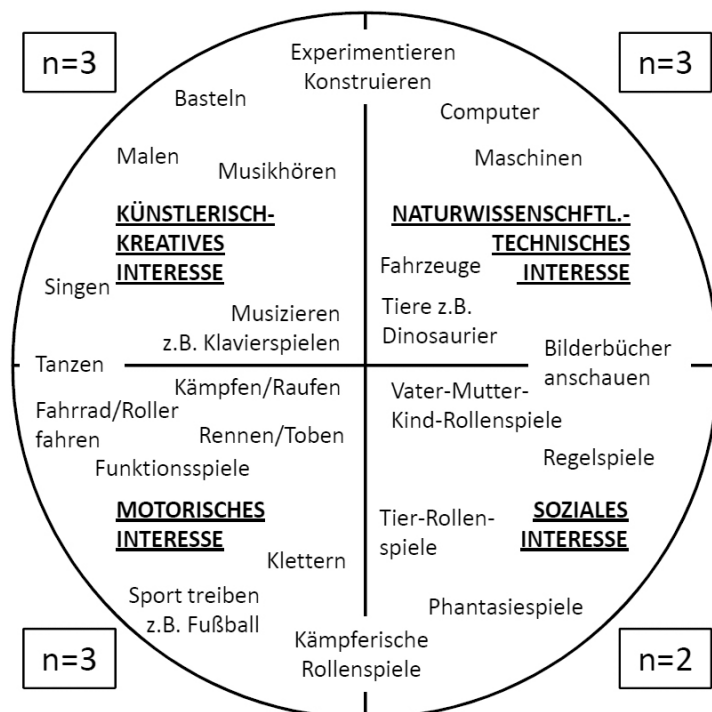 n=3
Experimentieren
Konstruieren
n=3
Basteln
Computer
Malen
Musikhören
Maschinen
KÜNSTLERISCH-
KREATIVES
INTERESSE
NATURWISSENSCHFTL.-
TECHNISCHES
INTERESSE
Singen
Fahrzeuge
Musizieren
z.B. Klavierspielen
Tiere z.B.
Dinosaurier
Tanzen
Bilderbücher
anschauen
Kämpfen/Raufen
Fahrrad/Roller
fahren
Rennen/Toben
Funktionsspiele
Vater-Mutter-
Kind-Rollenspiele
Regelspiele
MOTORISCHES
INTERESSE
Tier-Rollen-
spiele
SOZIALES
INTERESSE
Klettern
Sport treiben
z.B. Fußball
Phantasiespiele
Kämpferische
Rollenspiele
n=3
n=2